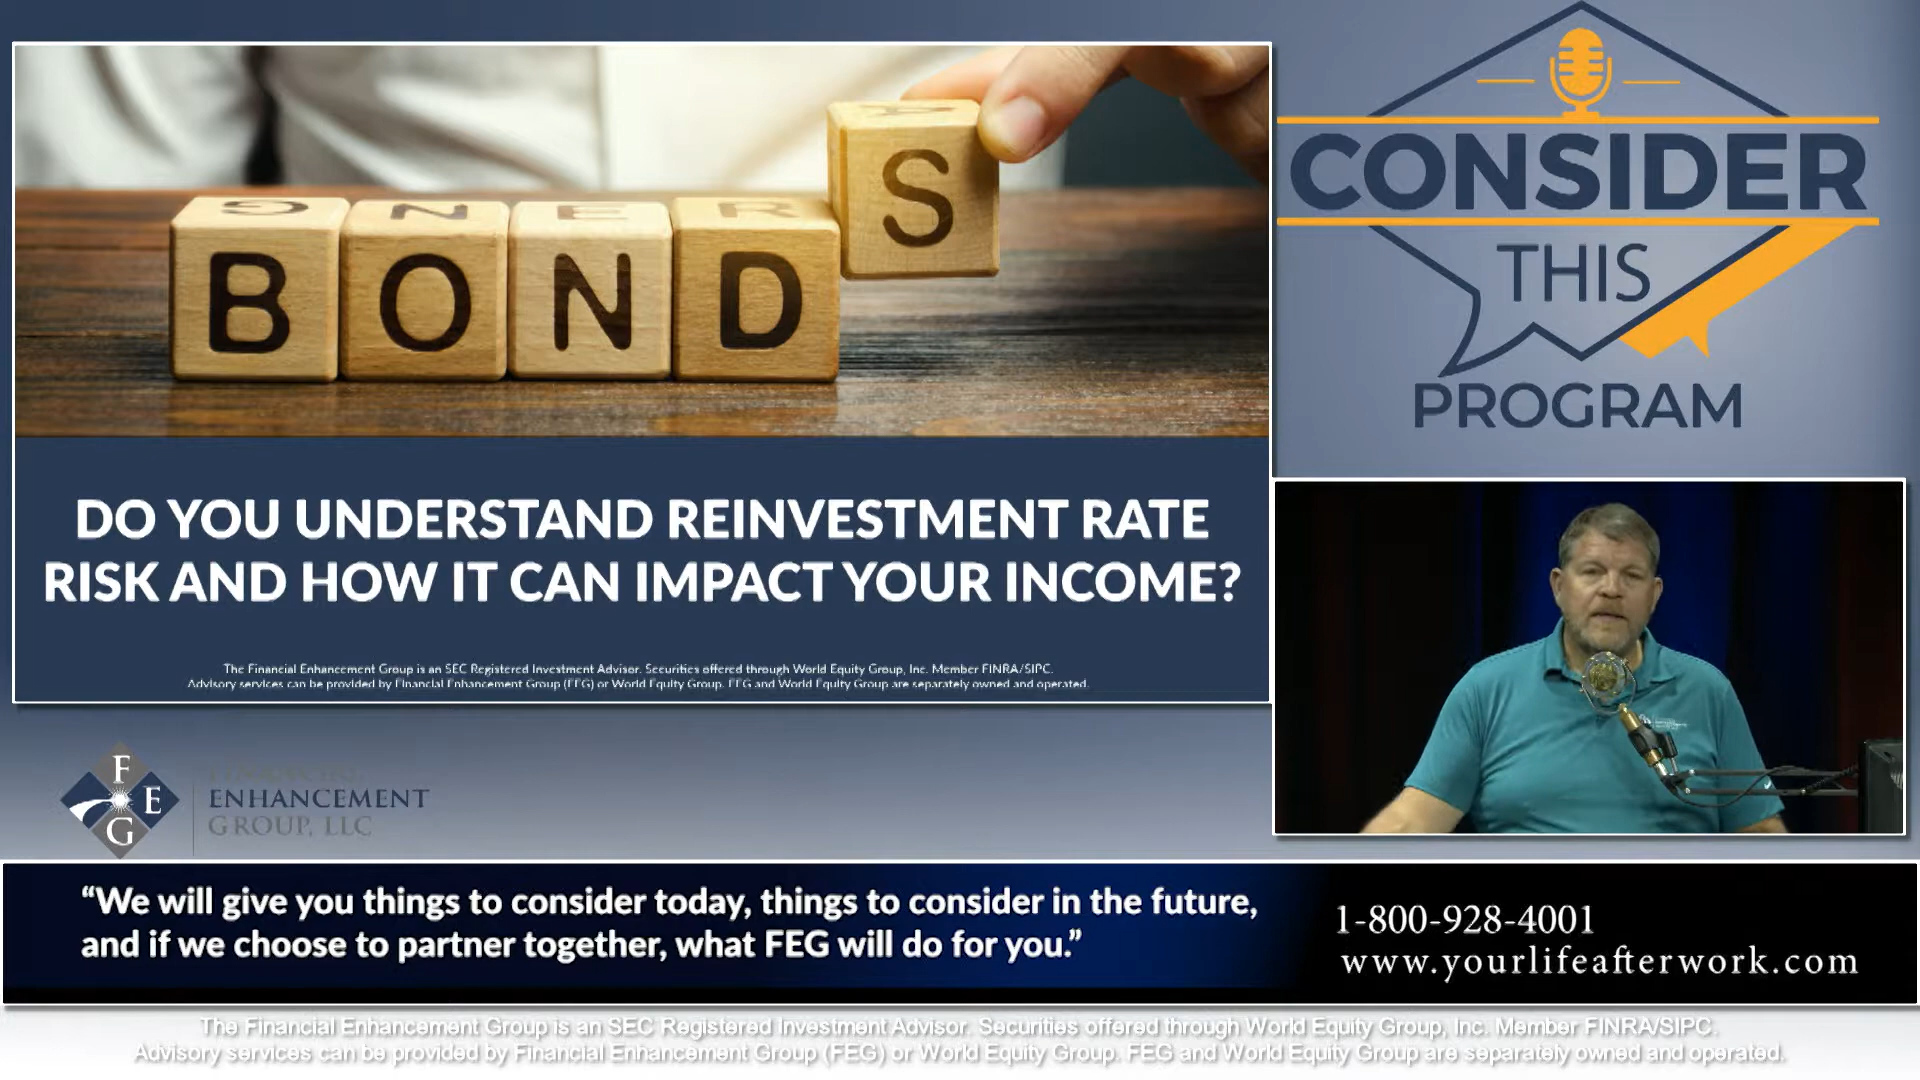 BONDS
DO YOU UNDERSTAND REINVESTMENT RATE
RISK AND HOW IT CAN IMPACT YOUR INCOME?
The Financial Enhancement Group is an SEC Registered Investment Advisor. Securities offered through World Equity Group, Inc. Member FINRA/SIPC.
Advisory services can be provided by Financial Enhancement Group (FEG) or World Equity Group. FEG and World Equity Group are separately owned and operated.
CONSIDER
THIS
PROGRAM
F
E
G
FINANCIAL
ENHANCEMENT
GROUP, LLC
“We will give you things to consider today, things to consider in the future,
and if we choose to partner together, what FEG will do for you.”
1-800-928-4001
www.yourlifeafterwork.com
The Financial Enhancement Group is an SEC Registered Investment Advisor. Securities offered through World Equity Group, Inc. Member FINRA/SIPC.
Advisory services can be provided by Financial Enhancement Group (FEG) or World Equity Group. FEG and World Equity Group are separately owned and operated.